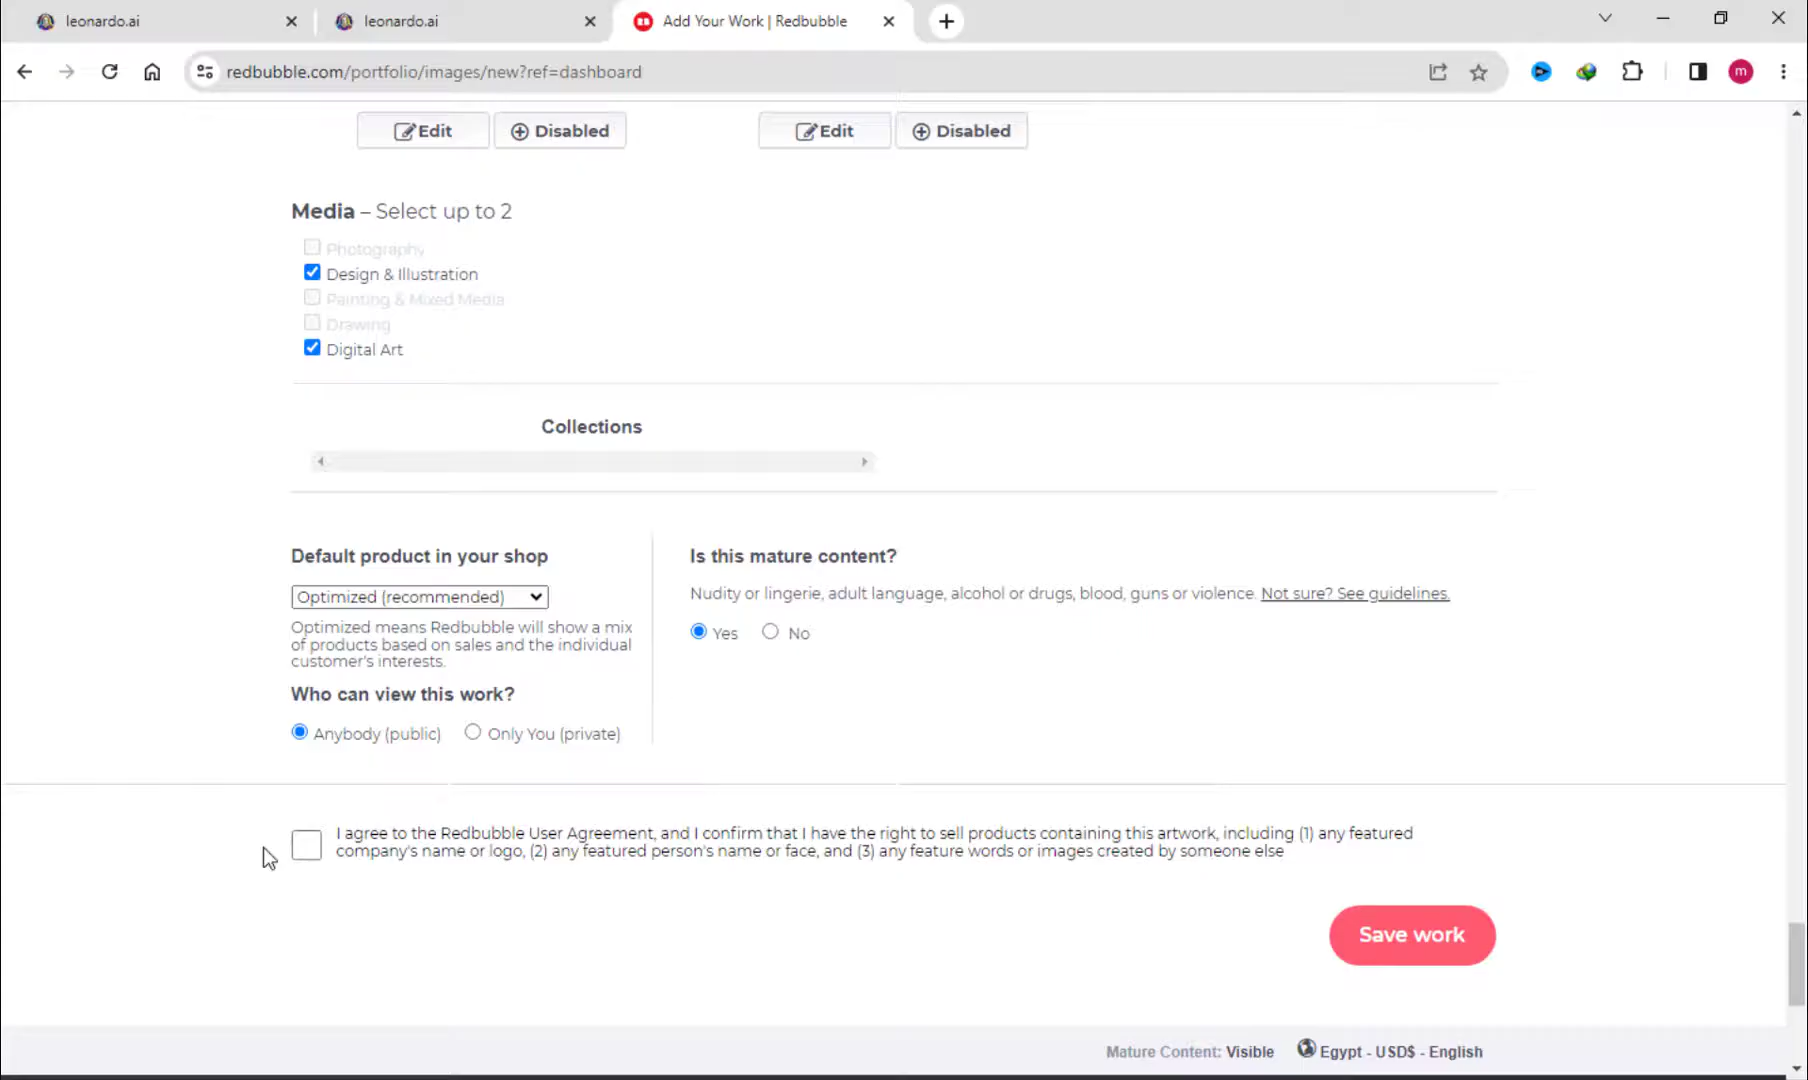 leonardo.ai
leonardo.ai
Add Your Work | Redbubble
redbubble.com/portfolio/images/new?ref=dashboard
m
Edit
Disabled
Edit
Disabled
Media – Select up to 2
Photography
Design & Illustration
Painting & Mixed Media
Drawing
Digital Art
Collections
Default product in your shop
Optimized (recommended)
Optimized means Redbubble will show a mix
of products based on sales and the individual
customer's interests.
Who can view this work?
Anybody (public)
Only You (private)
Is this mature content?
Nudity or lingerie, adult language, alcohol or drugs, blood, guns or violence. Not sure? See guidelines.
Yes
No
I agree to the Redbubble User Agreement, and I confirm that I have the right to sell products containing this artwork, including (1) any featured
company's name or logo, (2) any featured person's name or face, and (3) any feature words or images created by someone else
Save work
Mature Content: Visible
Egypt - USD$ - English